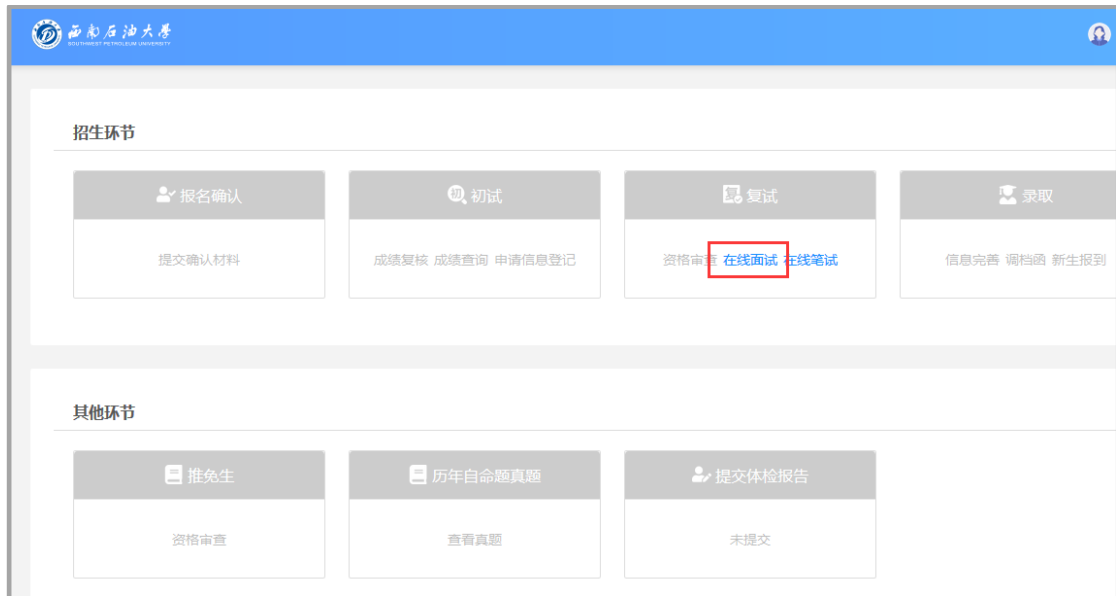 西南石油大学
SOUTHWEST PETROLEUM UNIVERSITY
招生环节
报名确认
初 初试
复 复试
录取
提交确认材料
成绩复核 成绩查询 申请信息登记
资格审查 在线面试 在线笔试
信息完善 调档函 新生报到
其他环节
推免生
历年自命题真题
提交体检报告
资格审查
查看真题
未提交